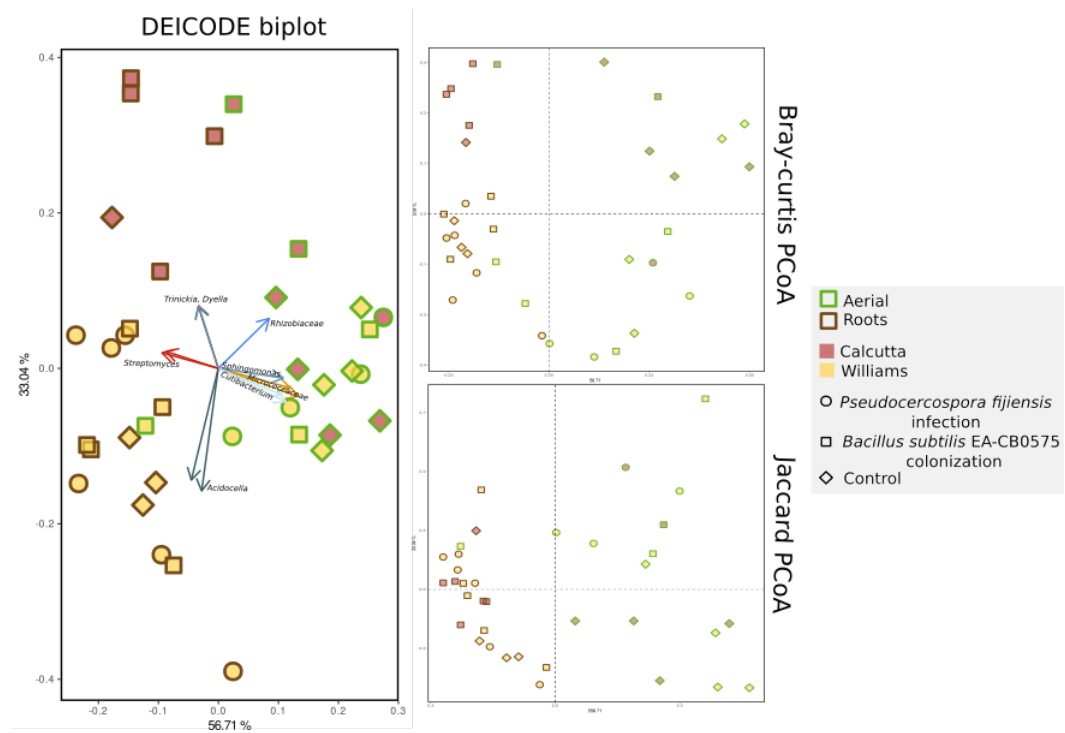 DEICODE biplot
0.4
0.2
0.0
-0.2
-0.4
33.04 %
-0.2
-0.1
0.0
0.1
0.2
0.3
56.71 %
Trinickia, Dyella
Rhizobiaceae
Streptomyces
Sphingomonas
Micrococcaceae
Cutibacterium
Acidocella
Bray-curtis PCoA
56.71
Jaccard PCoA
Aerial
Roots
Calcutta
Williams
Pseudocercospora fijiensis
infection
Bacillus subtilis EA-CB0575
colonization
Control